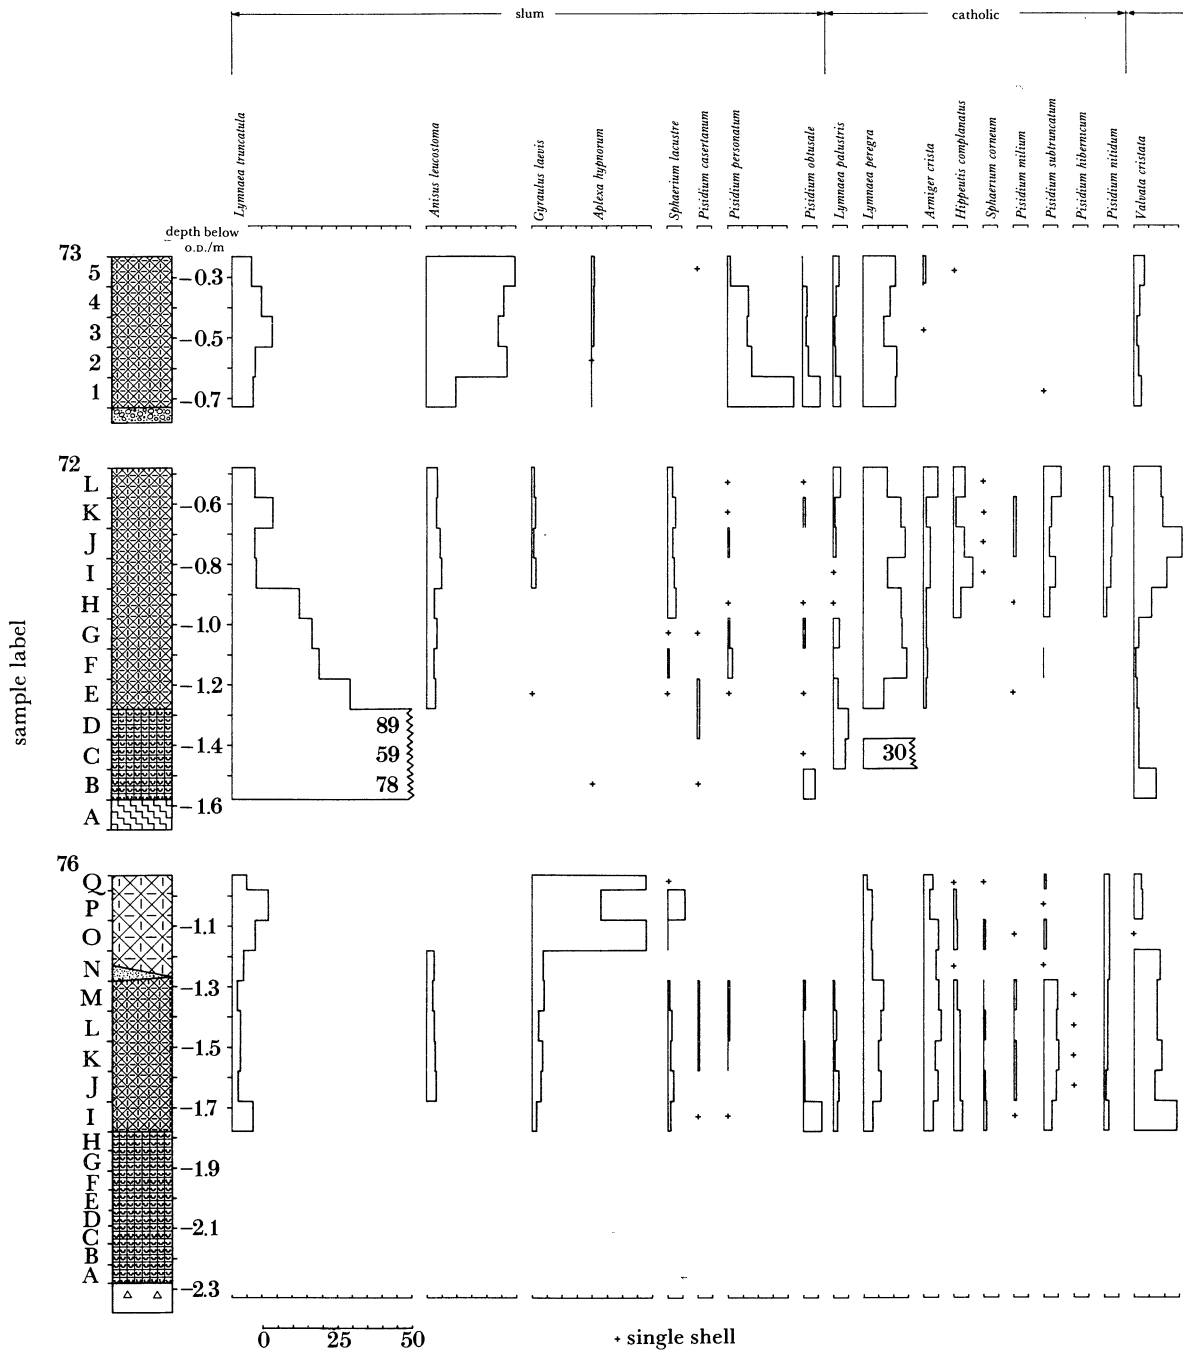 slum
catholic
Lymnaea truncatula
Anisus leucostoma
Gyraulus laevis
Aplexa hypnorum
Sphaerium lacustre
Pisidium casertanum
Pisidium personatum
Pisidium obtusale
Lymnaea palustris
Lymnaea peregra
Armiger crista
Hippeutis complanatus
Sphaerium corneum
Pisidium milium
Pisidium subtruncatum
Pisidium hibernicum
Pisidium nitidum
Valvata cristata
depth below
O.D./m
73
5
−0.3
4
3
−0.5
2
1
−0.7
72
L
−0.6
K
J
−0.8
I
H
−1.0
G
F
−1.2
E
D
89
−1.4
C
59
30
B
78
−1.6
A
sample label
76
Q
P
−1.1
O
N
−1.3
M
L
−1.5
K
J
−1.7
I
H
−1.9
G
F
E
D
−2.1
C
B
A
−2.3
0 25 50
+ single shell